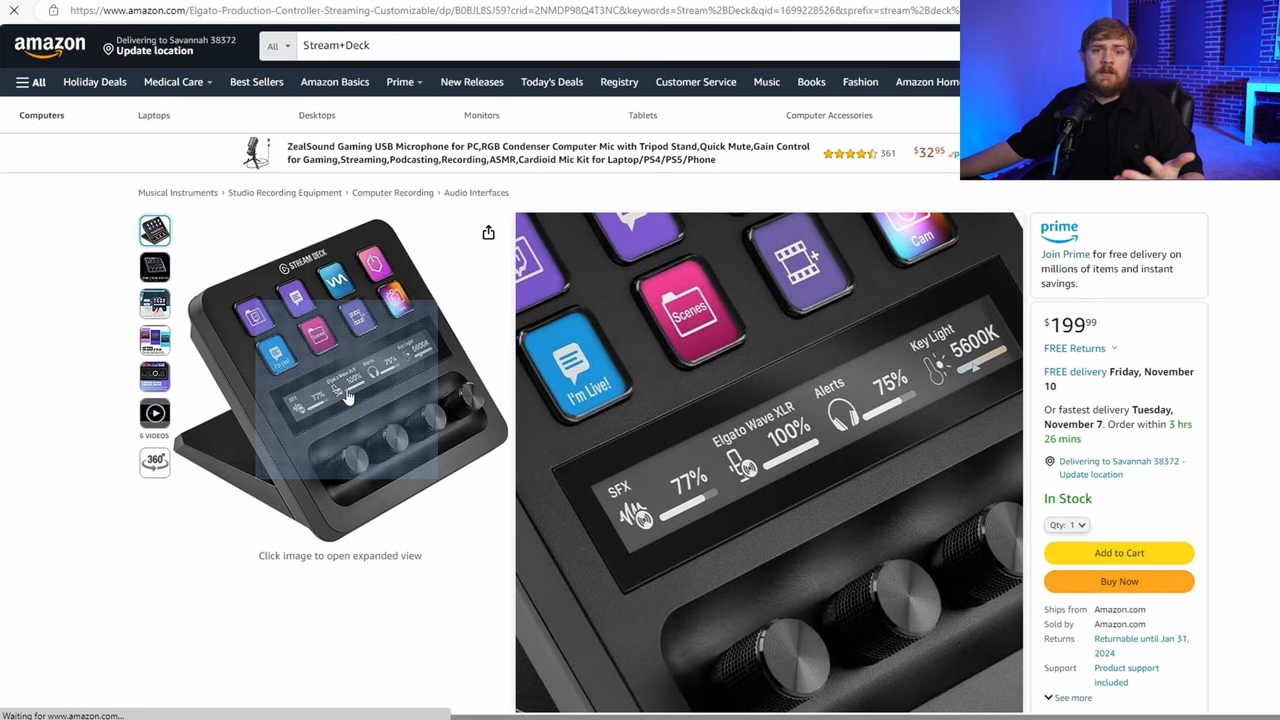 https://www.amazon.com/Elgato-Production-Controller-Streaming-Customizable/dp/B0BJL8SJ59?crid=2NMDP98Q4T3NC&keywords=Stream%2BDeck&qid=1699228526&sprefix=stream%2Bdeck%
amazon
Delivering to Savannah 38372
Update location
All
Stream+Deck
All
Holiday Deals
Medical Care
Best Sellers
Amazon Basics
Prime
New Releases
Today's Deals
Registry
Customer Service
Music
Books
Fashion
Amazon Hom
Computers
Laptops
Desktops
Monitors
Tablets
Computer Accessories
ZealSound Gaming USB Microphone for PC,RGB Condenser Computer Mic with Tripod Stand,Quick Mute,Gain Control
for Gaming,Streaming,Podcasting,Recording,ASMR,Cardioid Mic Kit for Laptop/PS4/PS5/Phone
361
$32.95
Musical Instruments › Studio Recording Equipment › Computer Recording › Audio Interfaces
STREAM DECK
6 VIDEOS
360°
Click image to open expanded view
Cam
Scenes
I'm Live!
Key Light
5600K
Alerts
75%
Elgato Wave XLR
100%
SFX
77%
prime
Join Prime for free delivery on
millions of items and instant
savings.
$199.99
FREE Returns
FREE delivery Friday, November
10
Or fastest delivery Tuesday,
November 7. Order within 3 hrs
26 mins
Delivering to Savannah 38372 -
Update location
In Stock
Qty: 1
Add to Cart
Buy Now
Ships from Amazon.com
Sold by Amazon.com
Returns Returnable until Jan 31,
2024
Support Product support
included
See more
Waiting for www.amazon.com...